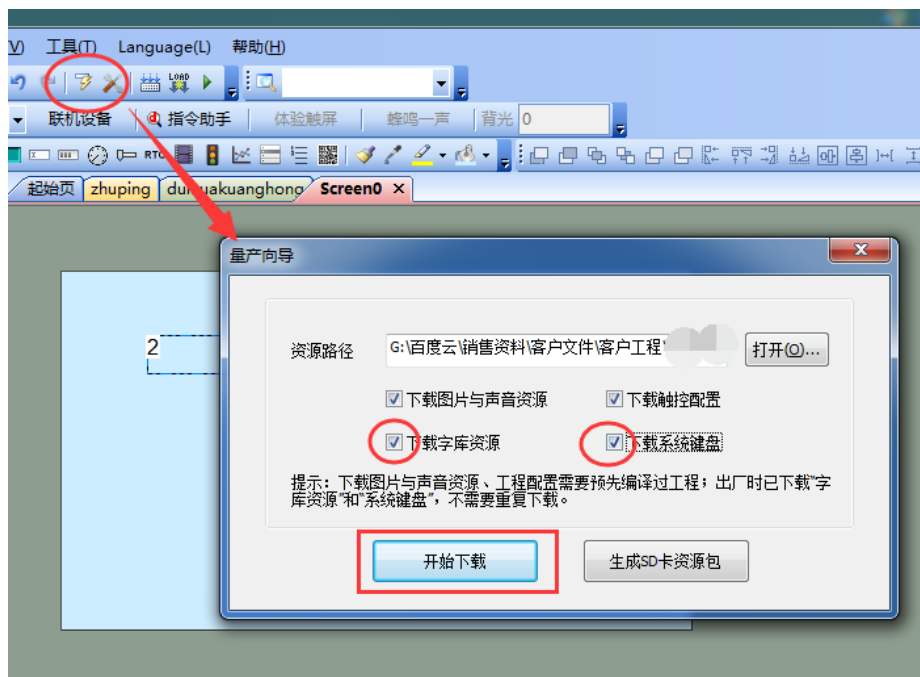 V) 工具(T) Language(L) 帮助(H)
LOAD
联机设备 指令助手 体验触屏 蜂鸣一声 背光 0
RTC
起始页 zhuping Screen0 ×
量产向导
2
资源路径 G:\百度云\销售资料\客户文件\客户工程\ 打开(O)...
下载图片与声音资源 下载触控配置
下载字库资源 下载系统键盘
提示：下载图片与声音资源、工程配置需要预先编译过工程；出厂时已下载"字
库资源"和"系统键盘"，不需要重复下载。
开始下载 生成SD卡资源包